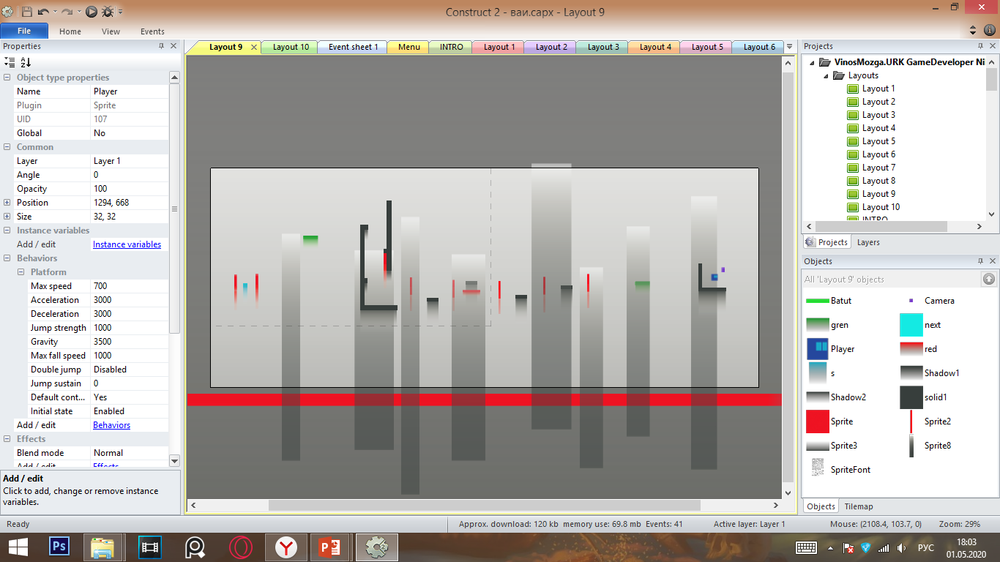 Construct 2 - ваи.capx - Layout 9
File Home View Events
Properties
Object type properties
Name Player
Plugin Sprite
UID 107
Global No
Common
Layer Layer 1
Angle 0
Opacity 100
Position 1294, 668
Size 32, 32
Instance variables
Add / edit Instance variables
Behaviors
Platform
Max speed 700
Acceleration 3000
Deceleration 3000
Jump strength 1000
Gravity 3500
Max fall speed 1000
Double jump Disabled
Jump sustain 0
Default cont... Yes
Initial state Enabled
Add / edit Behaviors
Effects
Blend mode Normal
Add / edit Effects
Add / edit
Click to add, change or remove instance
variables.
Layout 9 Layout 10 Event sheet 1 Menu INTRO Layout 1 Layout 2 Layout 3 Layout 4 Layout 5 Layout 6
Projects
VinosMozga.URK GameDeveloper Ni
Layouts
Layout 1
Layout 2
Layout 3
Layout 4
Layout 5
Layout 6
Layout 7
Layout 8
Layout 9
Layout 10
INTRO
Projects Layers
Objects
All 'Layout 9' objects
Batut Camera
gren next
Player red
s Shadow1
Shadow2 solid1
Sprite Sprite2
Sprite3 Sprite8
SpriteFont
Objects Tilemap
Ready Approx. download: 120 kb memory use: 69.8 mb Events: 41 Active layer: Layer 1 Mouse: (2108.4, 103.7, 0) Zoom: 29%
Ps
РУС
18:03
01.05.2020